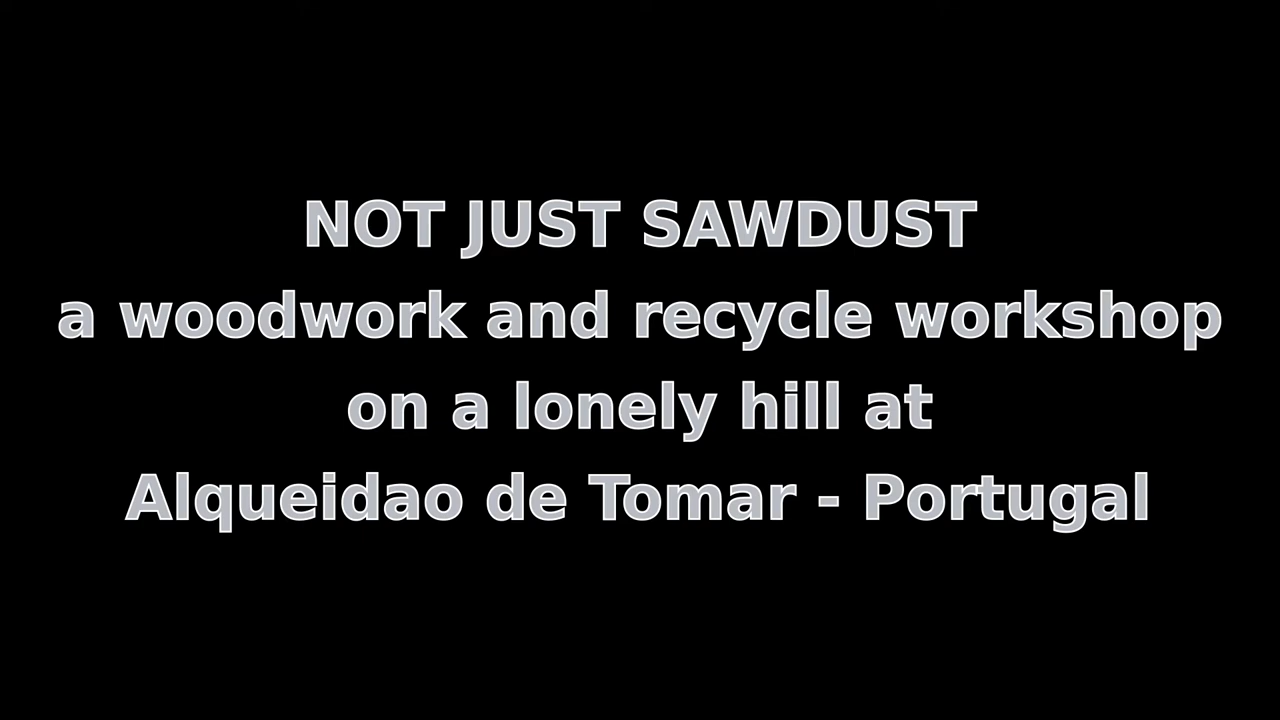 NOT JUST SAWDUST
a woodwork and recycle workshop
on a lonely hill at
Alqueidao de Tomar - Portugal